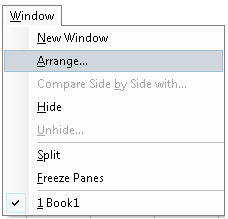 Window
New Window
Arrange...
Compare Side by Side with...
Hide
Unhide...
Split
Freeze Panes
1 Book1